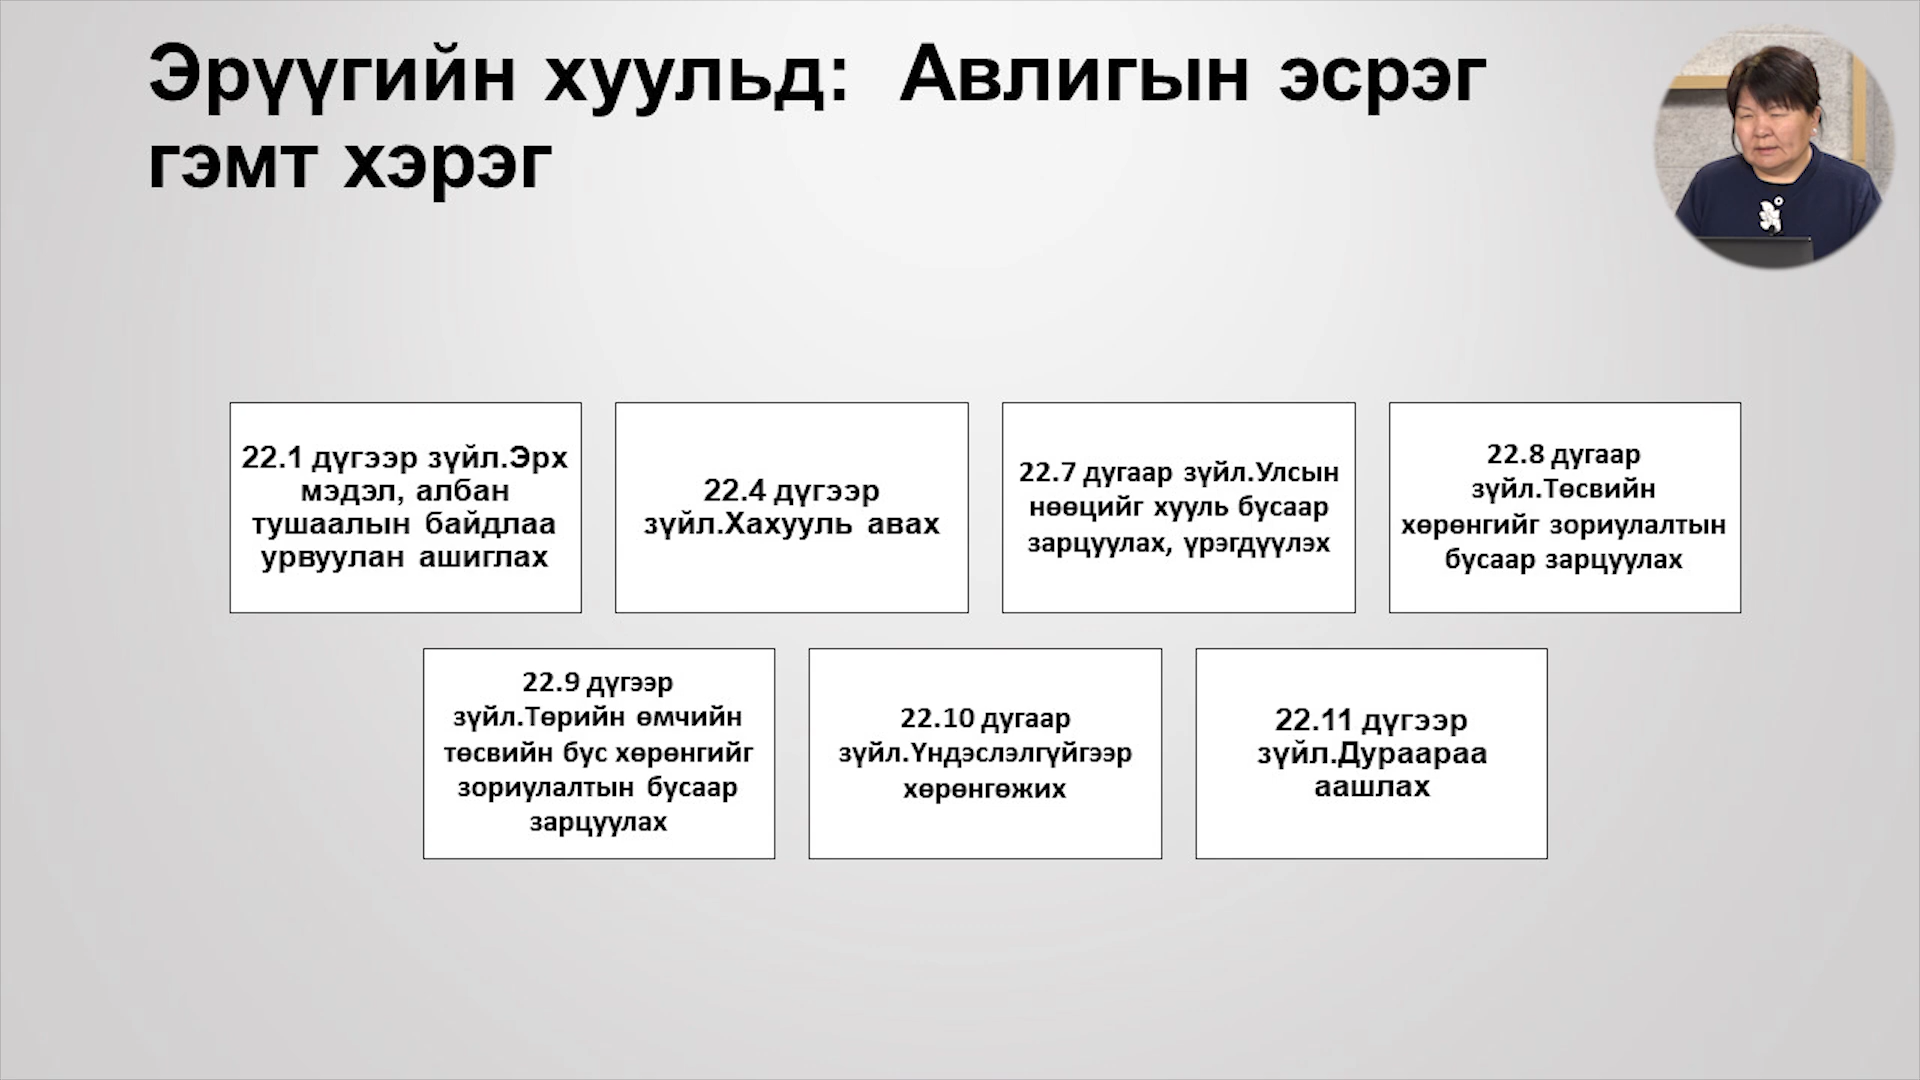 Эрүүгийн хуульд: Авлигын эсрэг
гэмт хэрэг
22.1 дүгээр зүйл.Эрх
мэдэл, албан
тушаалын байдлаа
урвуулан ашиглах
22.4 дүгээр
зүйл.Хахууль авах
22.7 дугаар зүйл.Улсын
нөөцийг хууль бусаар
зарцуулах, үрэгдүүлэх
22.8 дугаар
зүйл.Төсвийн
хөрөнгийг зориулалтын
бусаар зарцуулах
22.9 дүгээр
зүйл.Төрийн өмчийн
төсвийн бус хөрөнгийг
зориулалтын бусаар
зарцуулах
22.10 дугаар
зүйл.Үндэслэлгүйгээр
хөрөнгөжих
22.11 дүгээр
зүйл.Дураараа
аашлах